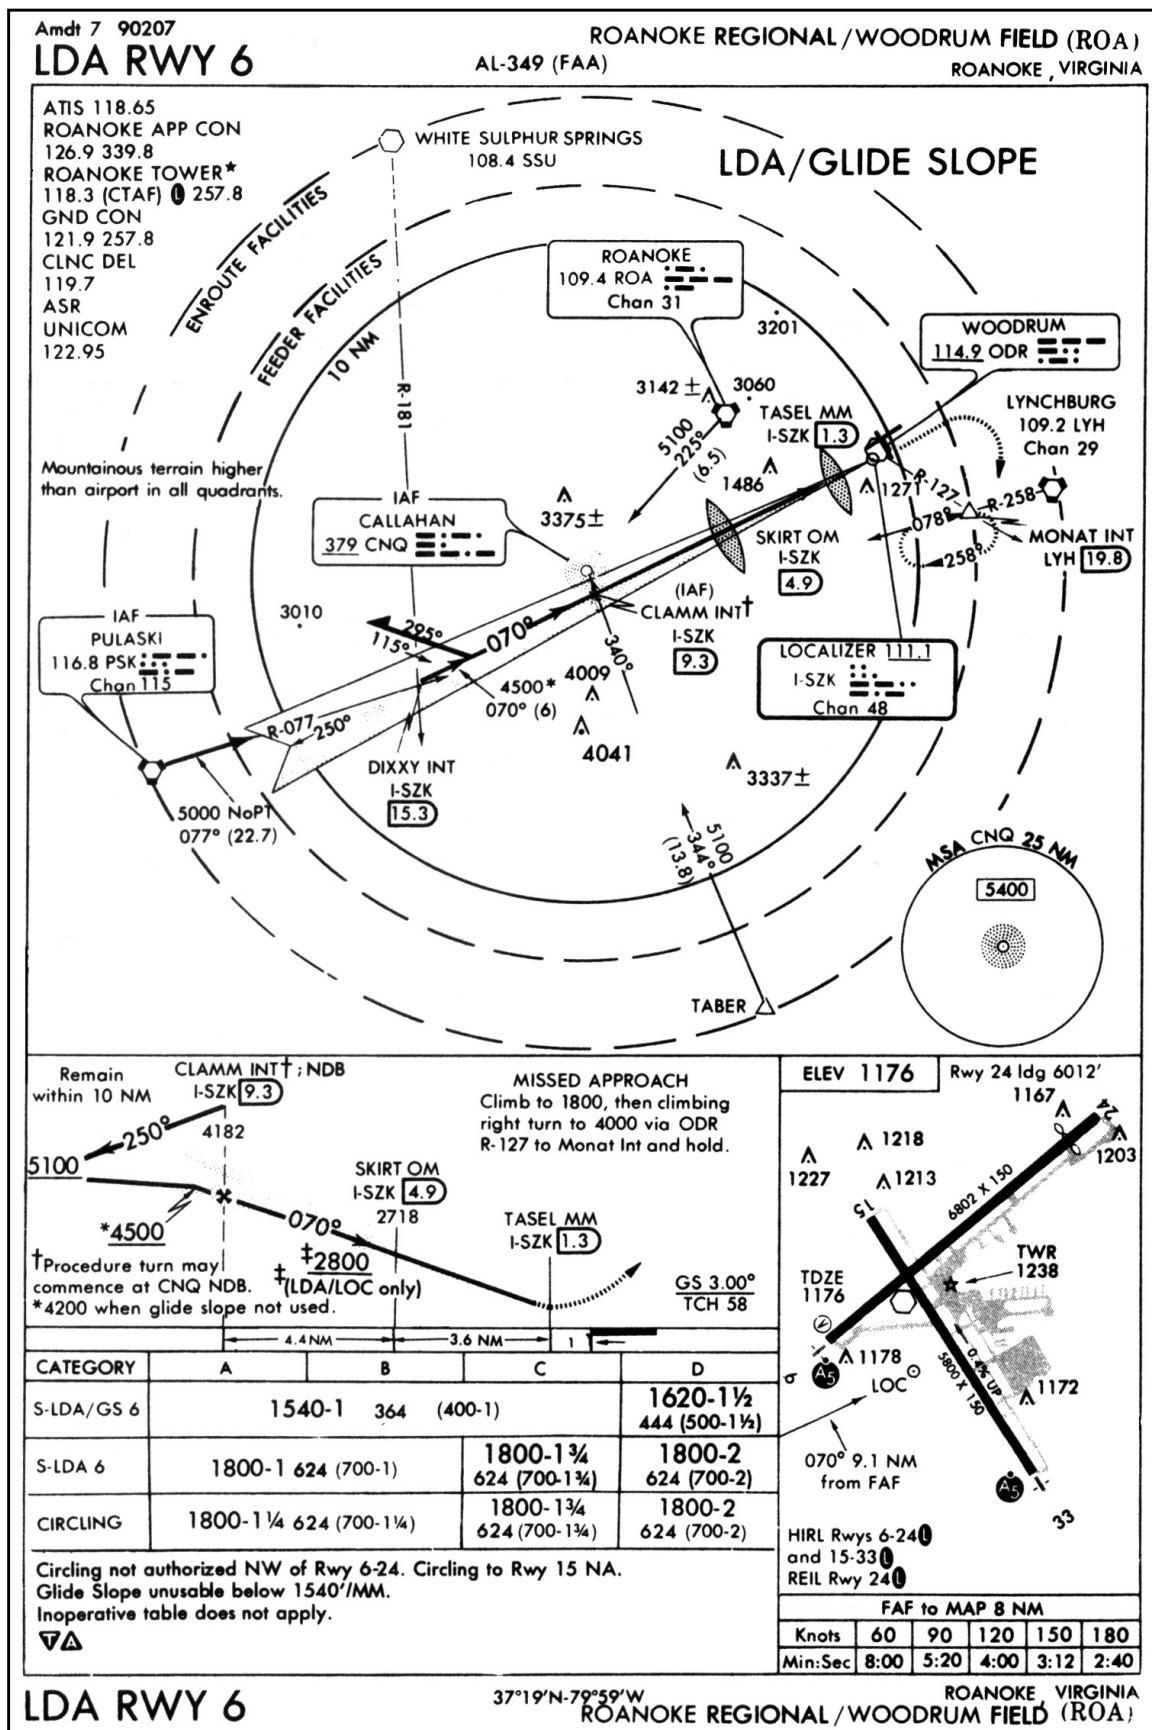 Amdt 7 90207
LDA RWY 6
AL-349 (FAA)
ROANOKE REGIONAL/WOODRUM FIELD (ROA)
ROANOKE, VIRGINIA
ATIS 118.65
ROANOKE APP CON
126.9 339.8
ROANOKE TOWER★
118.3 (CTAF) L 257.8
GND CON
121.9 257.8
CLNC DEL
119.7
ASR
UNICOM
122.95
LDA/GLIDE SLOPE
WHITE SULPHUR SPRINGS
108.4 SSU
ENROUTE FACILITIES
FEEDER FACILITIES
10 NM
R-181
ROANOKE
109.4 ROA
Chan 31
3201
WOODRUM
114.9 ODR
3142 ±
3060
TASEL MM
I-SZK 1.3
LYNCHBURG
109.2 LYH
Chan 29
5100
225°
(6.5)
1486
1271
R-127
R-258
078°
258°
MONAT INT
LYH 19.8
Mountainous terrain higher
than airport in all quadrants.
IAF
CALLAHAN
379 CNQ
3375±
SKIRT OM
I-SZK
4.9
(IAF)
CLAMM INT†
I-SZK
9.3
3010
IAF
PULASKI
116.8 PSK
Chan 115
295°
115°
070°
340°
LOCALIZER 111.1
I-SZK
Chan 48
4500*
070° (6)
4009
4041
R-077
250°
DIXXY INT
I-SZK
15.3
3337±
5000 NoPT
077° (22.7)
5100
344°
(13.8)
TABER
MSA CNQ 25 NM
5400
Remain
within 10 NM
CLAMM INT†; NDB
I-SZK 9.3
4182
250°
5100
*4500
070°
SKIRT OM
I-SZK 4.9
2718
‡2800
‡(LDA/LOC only)
MISSED APPROACH
Climb to 1800, then climbing
right turn to 4000 via ODR
R-127 to Monat Int and hold.
TASEL MM
I-SZK 1.3
GS 3.00°
TCH 58
†Procedure turn may
commence at CNQ NDB.
*4200 when glide slope not used.
4.4 NM
3.6 NM
1
CATEGORY A B C D
S-LDA/GS 6 1540-1 364 (400-1) 1620-1½ 444 (500-1½)
S-LDA 6 1800-1 624 (700-1) 1800-1¾ 624 (700-1¾) 1800-2 624 (700-2)
CIRCLING 1800-1¼ 624 (700-1¼) 1800-1¾ 624 (700-1¾) 1800-2 624 (700-2)
Circling not authorized NW of Rwy 6-24. Circling to Rwy 15 NA.
Glide Slope unusable below 1540'/MM.
Inoperative table does not apply.
T A
ELEV 1176
Rwy 24 ldg 6012'
1167
24
1218
1203
1227
1213
15
6802 X 150
TWR
1238
TDZE
1176
V
1178
6
A5
LOC
0.4% UP
5800 X 150
1172
070° 9.1 NM
from FAF
A5
33
HIRL Rwys 6-24 L
and 15-33 L
REIL Rwy 24 L
FAF to MAP 8 NM
Knots 60 90 120 150 180
Min:Sec 8:00 5:20 4:00 3:12 2:40
LDA RWY 6
37°19'N-79°59'W
ROANOKE, VIRGINIA
ROANOKE REGIONAL/WOODRUM FIELD (ROA)